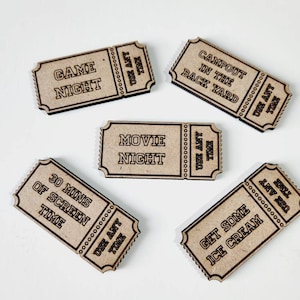 GAME
NIGHT
USE ANY
TIME
CAMPOUT
IN THE
BACK YARD
USE ANY
TIME
MOVIE
NIGHT
USE ANY
TIME
30 MINS
OF SCREEN
TIME
USE ANY
TIME
GET SOME
ICE CREAM
USE ANY
TIME